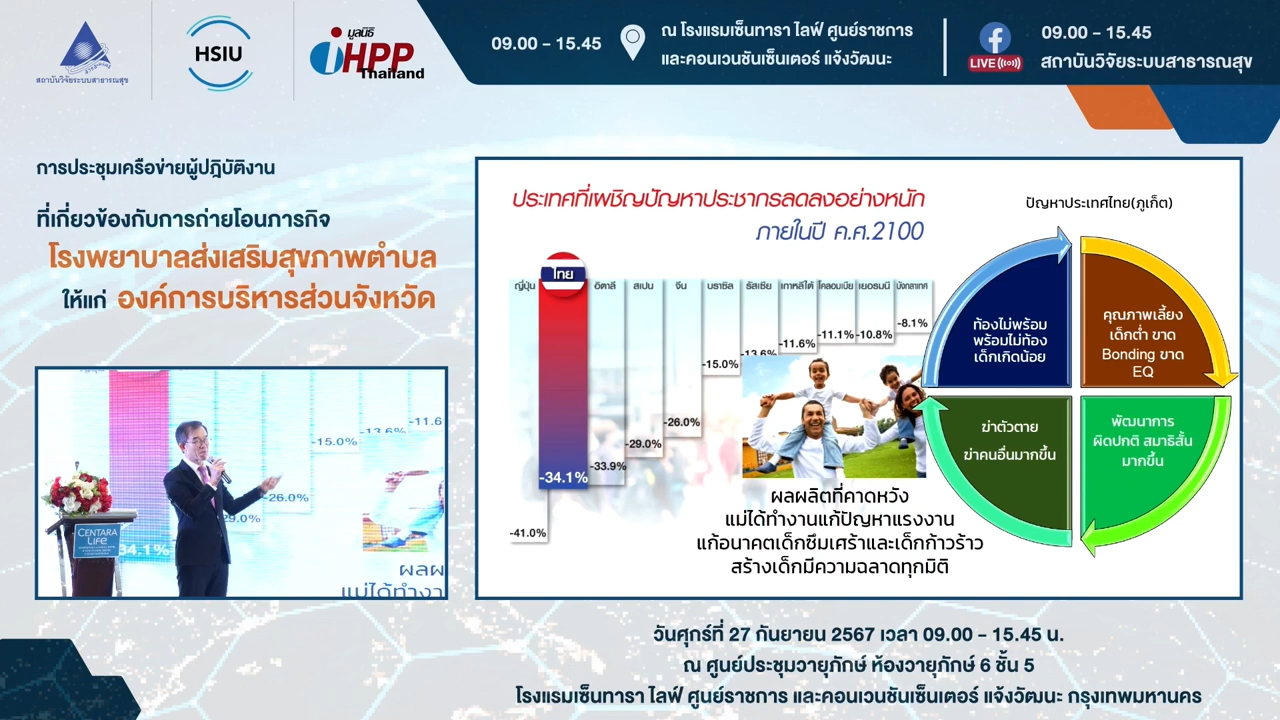 สถาบันวิจัยระบบสาธารณสุข
HSIU
มูลนิธิ
iHPP
Thailand
09.00 - 15.45
ณ โรงแรมเซ็นทารา ไลฟ์ ศูนย์ราชการ
และคอนเวนชันเซ็นเตอร์ แจ้งวัฒนะ
LIVE
09.00 - 15.45
สถาบันวิจัยระบบสาธารณสุข
การประชุมเครือข่ายผู้ปฏิบัติงาน
ที่เกี่ยวข้องกับการถ่ายโอนภารกิจ
โรงพยาบาลส่งเสริมสุขภาพตำบล
ให้แก่ องค์การบริหารส่วนจังหวัด
ประเทศที่เผชิญปัญหาประชากรลดลงอย่างหนัก
ภายในปี ค.ศ.2100
ญี่ปุ่น ไทย อิตาลี สเปน จีน บราซิล รัสเซีย เกาหลีใต้ โคลอมเบีย เยอรมนี บังกลาเทศ
-41.0%
-34.1%
-33.9%
-29.0%
-26.0%
-15.0%
-13.6%
-11.6%
-11.1%
-10.8%
-8.1%
ผลผลิตที่คาดหวัง
แม่ได้ทำงานแก้ปัญหาแรงงาน
แก้อนาคตเด็กซึมเศร้าและเด็กก้าวร้าว
สร้างเด็กมีความฉลาดทุกมิติ
ปัญหาประเทศไทย(ภูเก็ต)
ท้องไม่พร้อม
พร้อมไม่ท้อง
เด็กเกิดน้อย
คุณภาพเลี้ยง
เด็กต่ำ ขาด
Bonding ขาด
EQ
ฆ่าตัวตาย
ฆ่าคนอื่นมากขึ้น
พัฒนาการ
ผิดปกติ สมาธิสั้น
มากขึ้น
-11.6
-13.6%
-15.0%
-26.0%
-29.0%
34.1%
CENTARA
LIFE
ผลผ
แม่ได้ทำงา
วันศุกร์ที่ 27 กันยายน 2567 เวลา 09.00 - 15.45 น.
ณ ศูนย์ประชุมวายุภักษ์ ห้องวายุภักษ์ 6 ชั้น 5
โรงแรมเซ็นทารา ไลฟ์ ศูนย์ราชการ และคอนเวนชันเซ็นเตอร์ แจ้งวัฒนะ กรุงเทพมหานคร